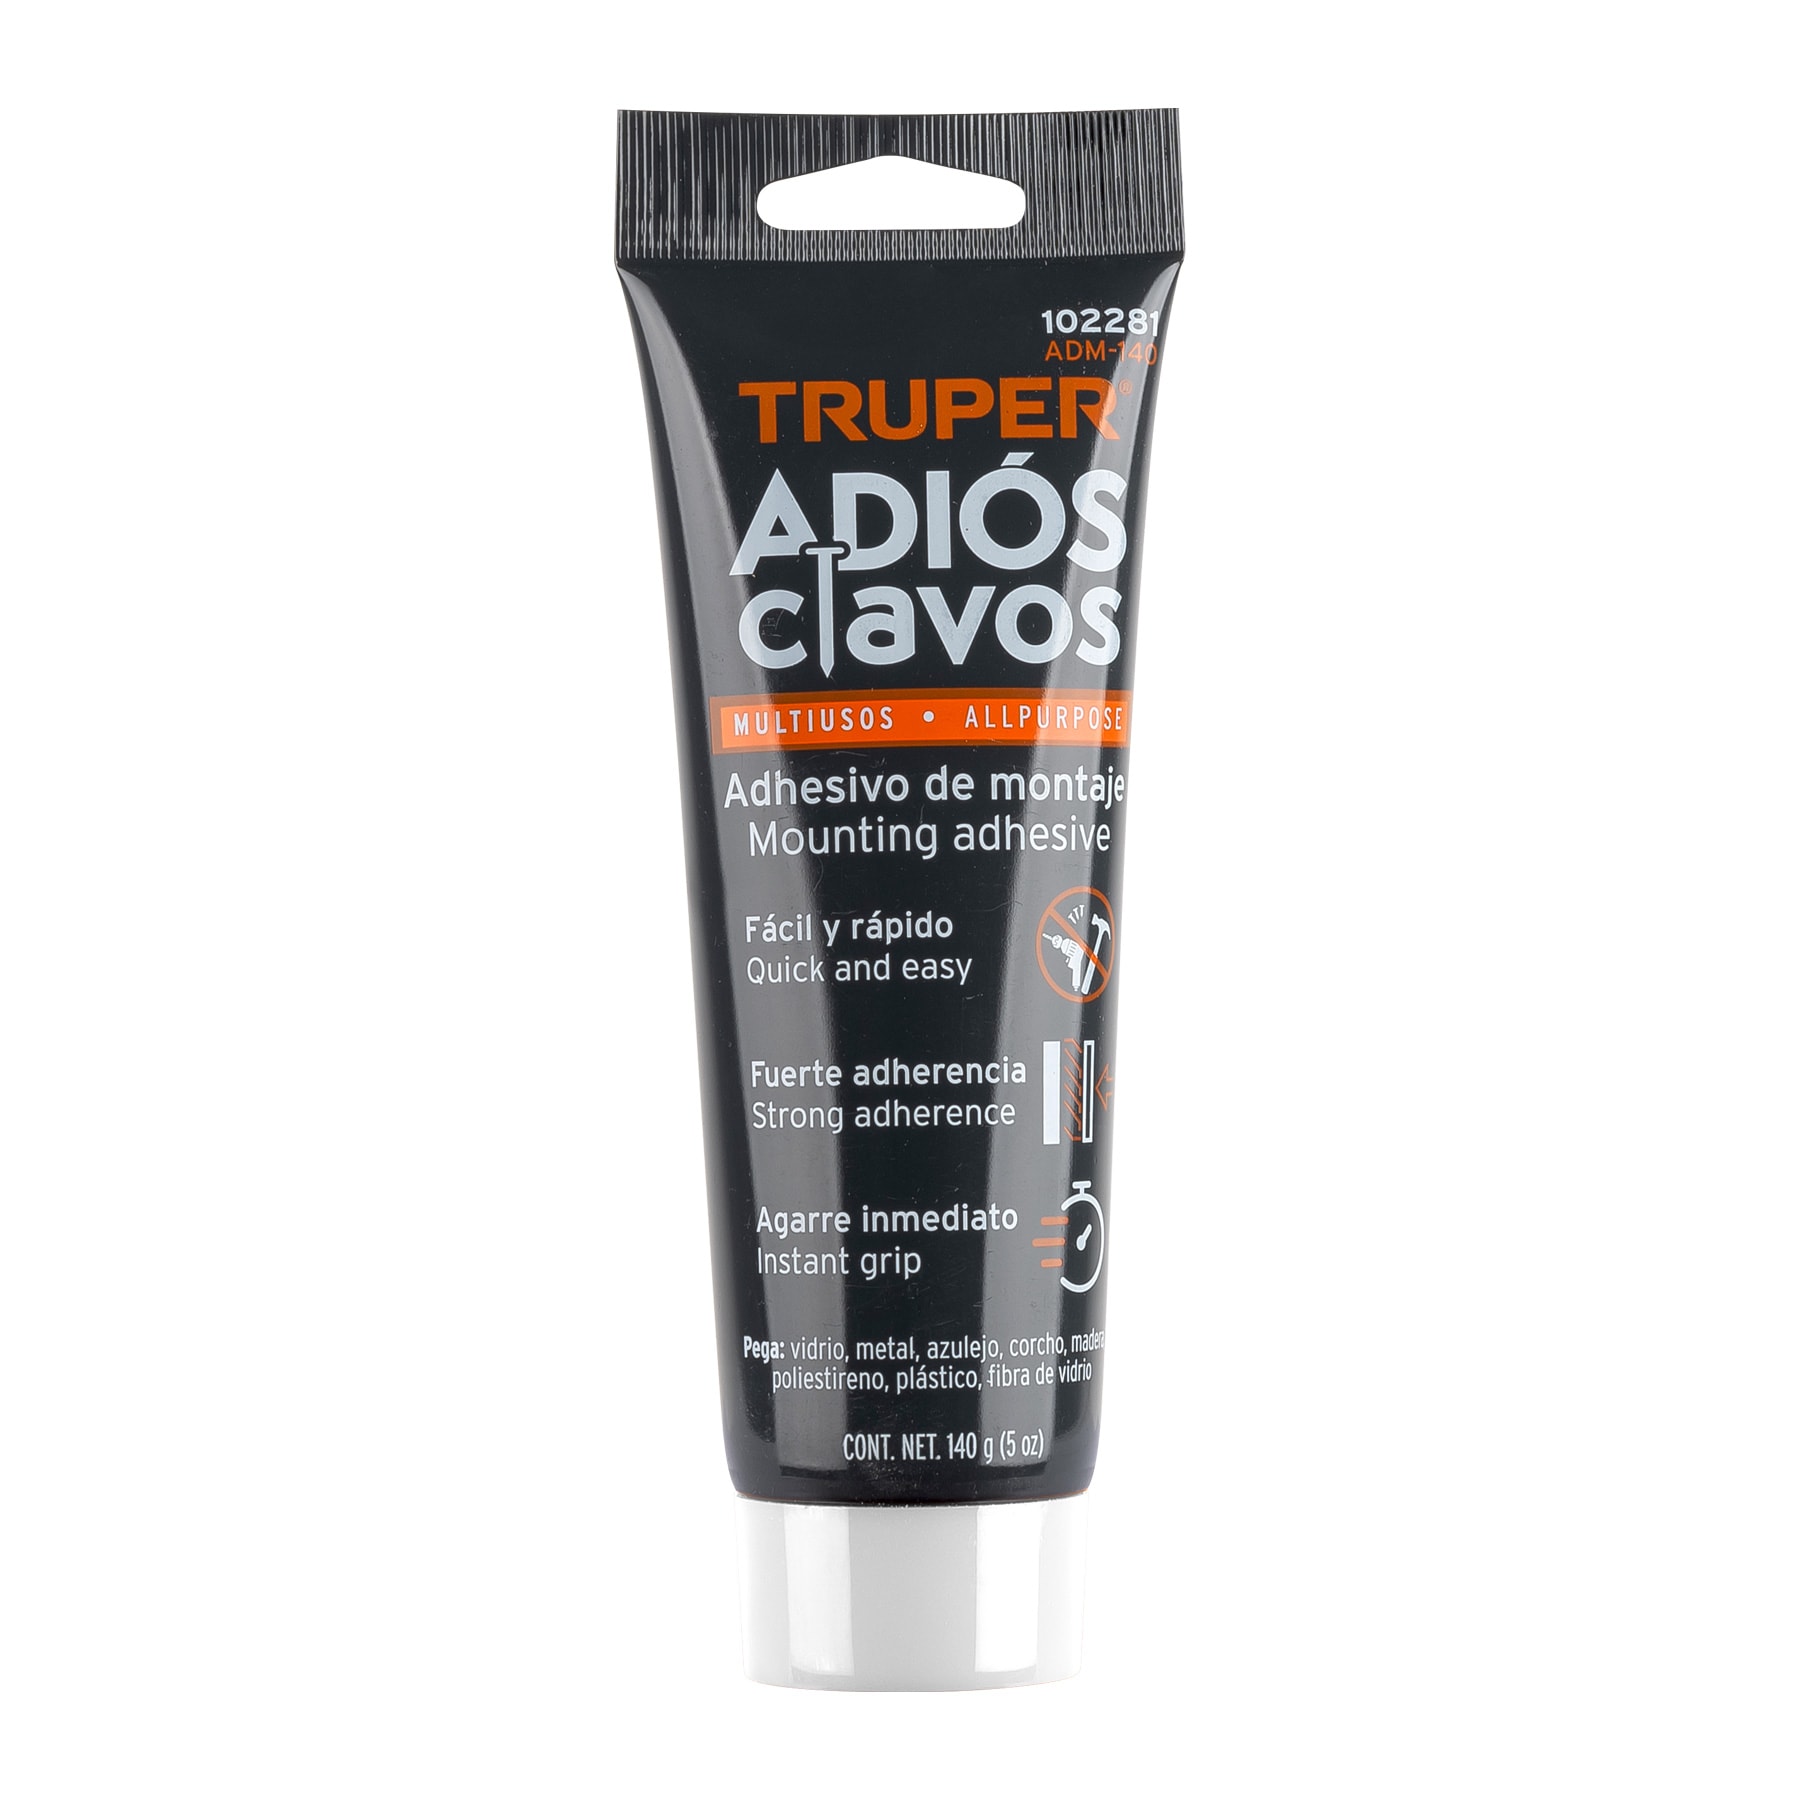 102281
ADM-140
TRUPER®
ADIÓS
clavos
MULTIUSOS • ALLPURPOSE
Adhesivo de montaje
Mounting adhesive
Fácil y rápido
Quick and easy
Fuerte adherencia
Strong adherence
Agarre inmediato
Instant grip
Pega: vidrio, metal, azulejo, corcho, madera
poliestireno, plástico, fibra de vidrio
CONT. NET. 140 g (5 oz)